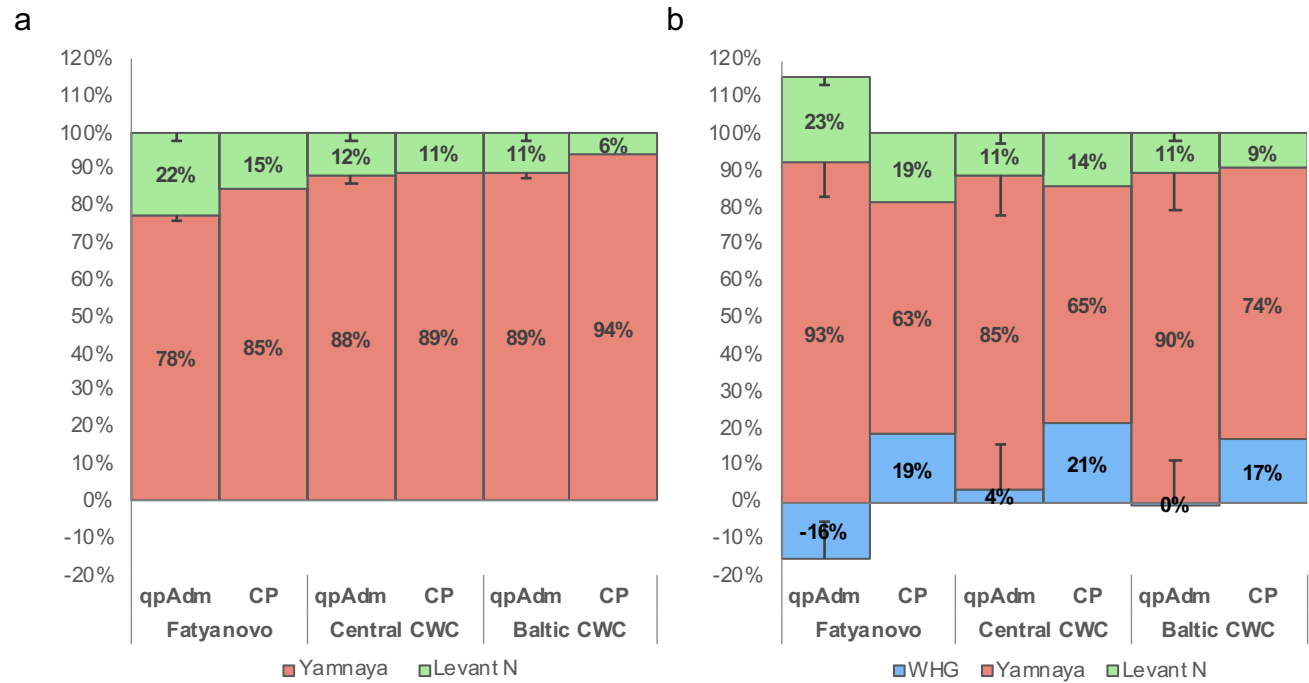 a
120%
110%
100%
90%
80%
70%
60%
50%
40%
30%
20%
10%
0%
-10%
-20%
22% 15% 12% 11% 11% 6%
78% 85% 88% 89% 89% 94%
qpAdm CP qpAdm CP qpAdm CP
Fatyanovo Central CWC Baltic CWC
Yamnaya Levant N
b
120%
110%
100%
90%
80%
70%
60%
50%
40%
30%
20%
10%
0%
-10%
-20%
23% 19% 11% 14% 11% 9%
93% 63% 85% 65% 90% 74%
-16% 19% 4% 21% 0% 17%
qpAdm CP qpAdm CP qpAdm CP
Fatyanovo Central CWC Baltic CWC
WHG Yamnaya Levant N